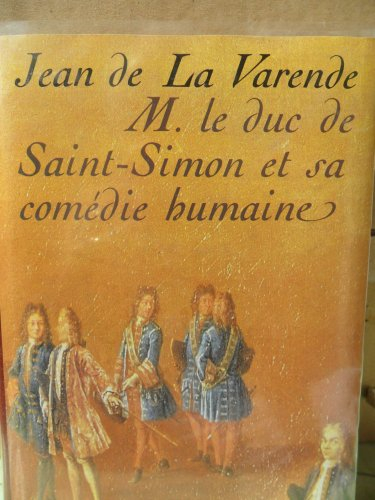 Jean de La Varende
M. le duc de
Saint-Simon et sa
comédie humaine